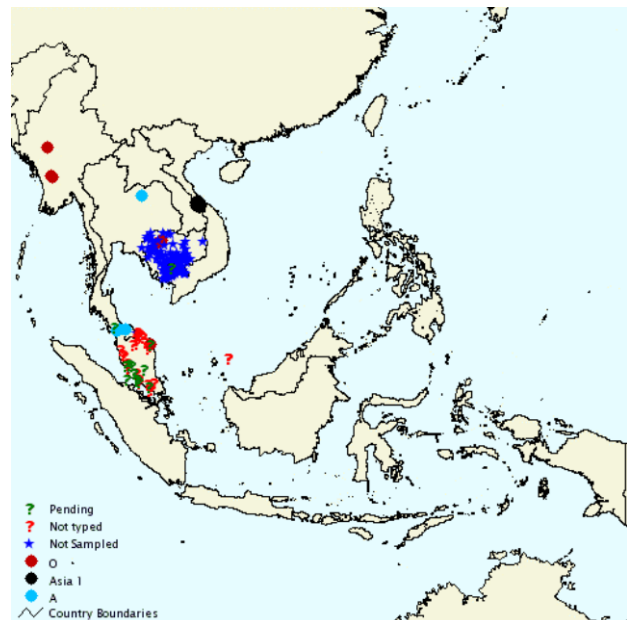 ? Pending
? Not typed
Not Sampled
O
Asia 1
A
Country Boundaries